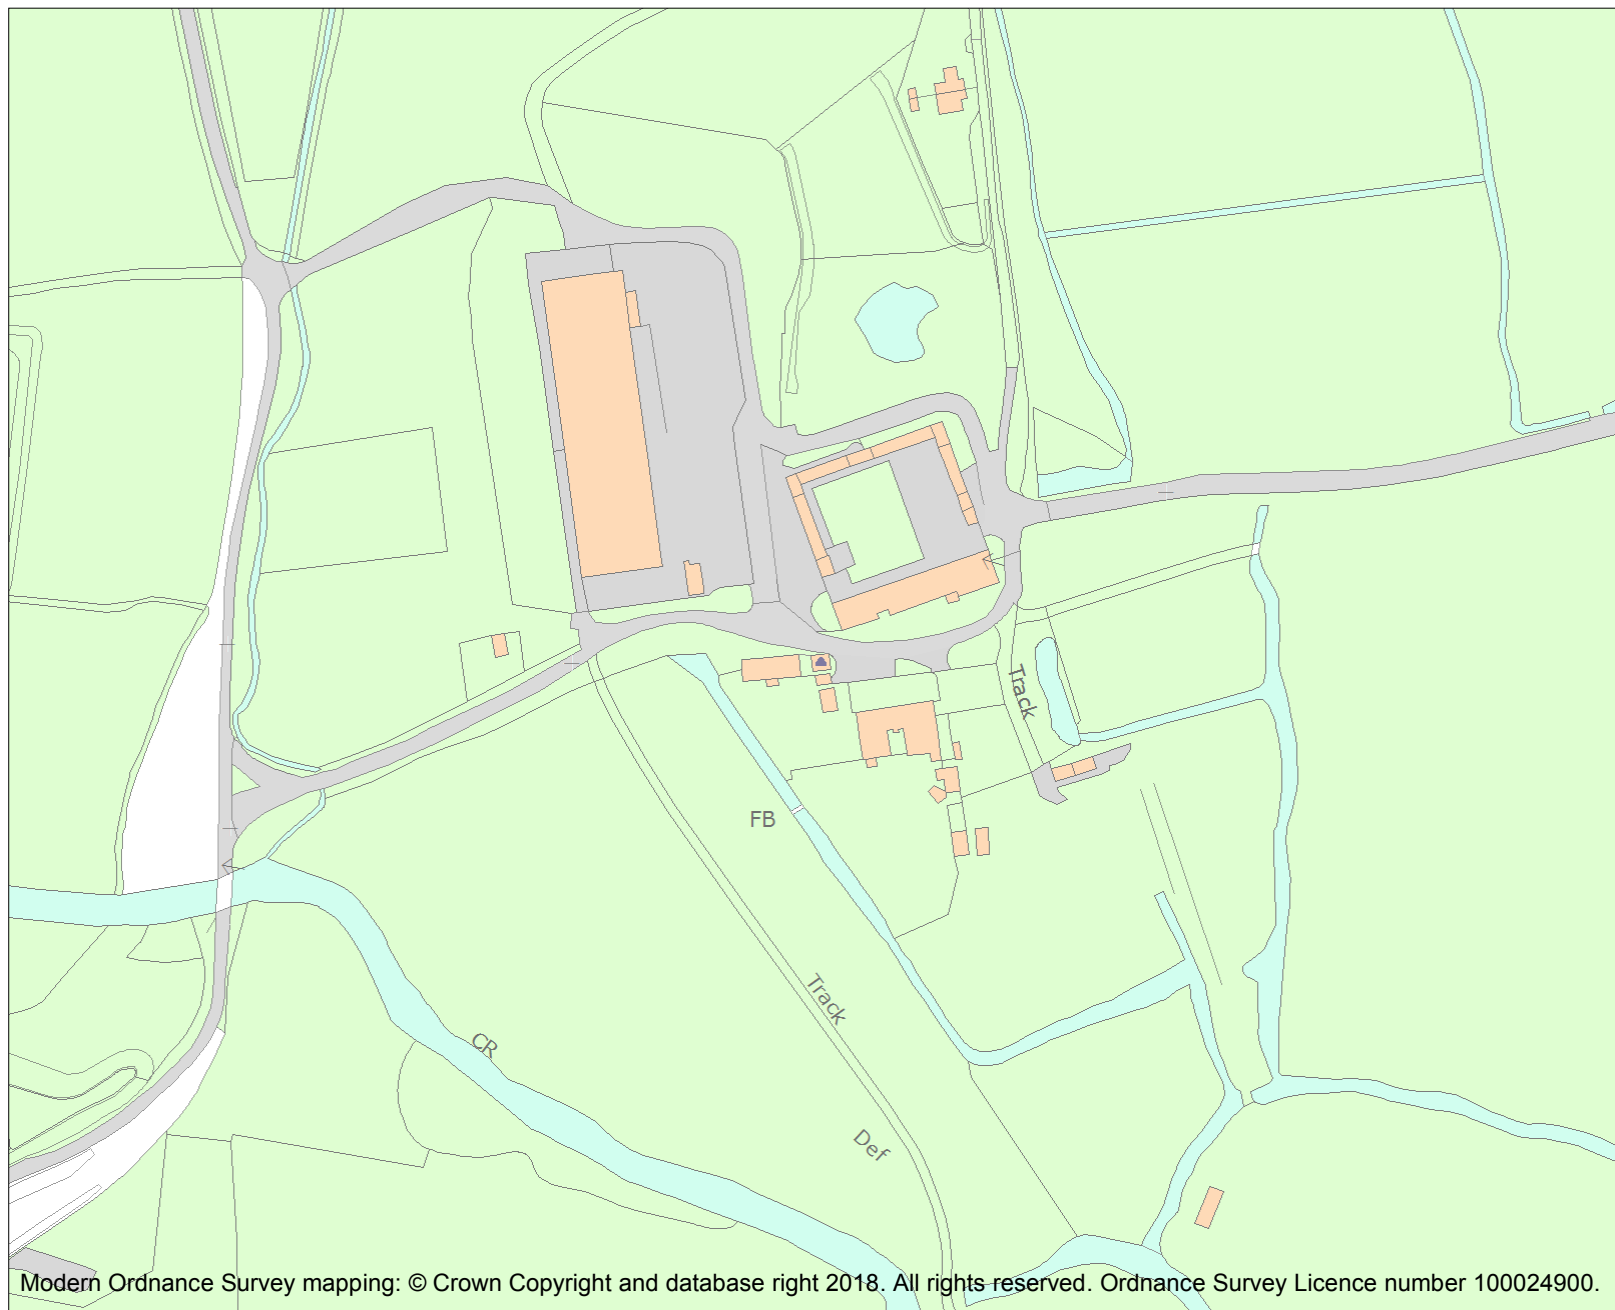 Track
FB
Track
CR
Def
Modern Ordnance Survey mapping: © Crown Copyright and database right 2018. All rights reserved. Ordnance Survey Licence number 100024900.